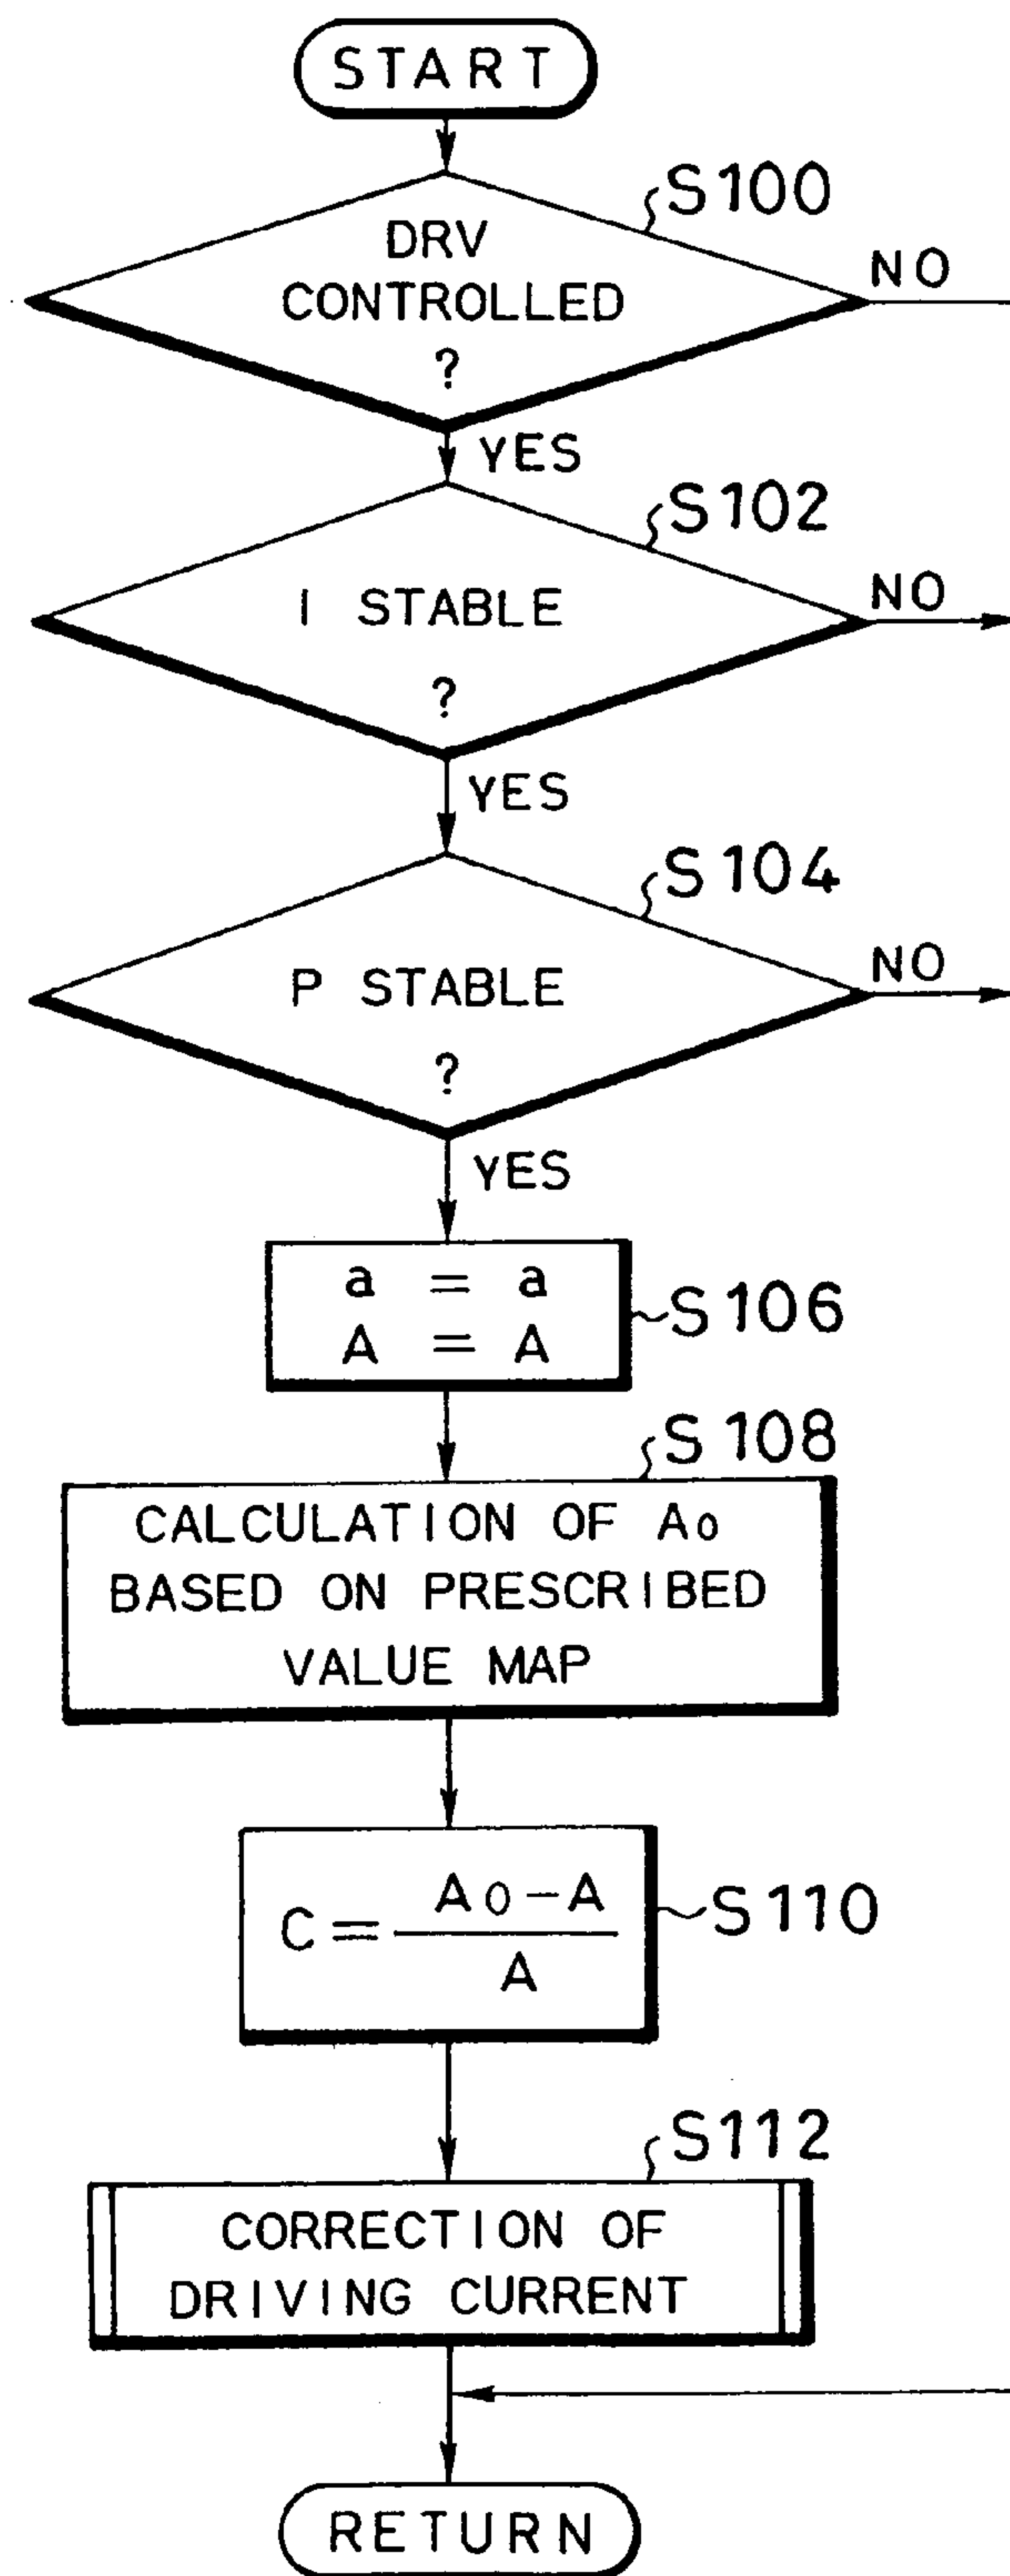 START
S100
DRV
CONTROLLED
?
NO
YES
S102
I STABLE
?
NO
YES
S104
P STABLE
?
NO
YES
a = a
A = A
S106
S108
CALCULATION OF A₀
BASED ON PRESCRIBED
VALUE MAP
C = A₀-A
A
S110
S112
CORRECTION OF
DRIVING CURRENT
RETURN